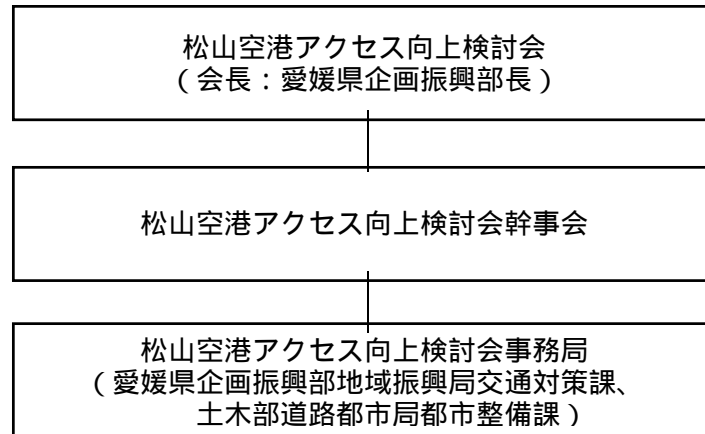 松山空港アクセス向上検討会
（会長：愛媛県企画振興部長）
松山空港アクセス向上検討会幹事会
松山空港アクセス向上検討会事務局
（愛媛県企画振興部地域振興局交通対策課、
土木部道路都市局都市整備課）